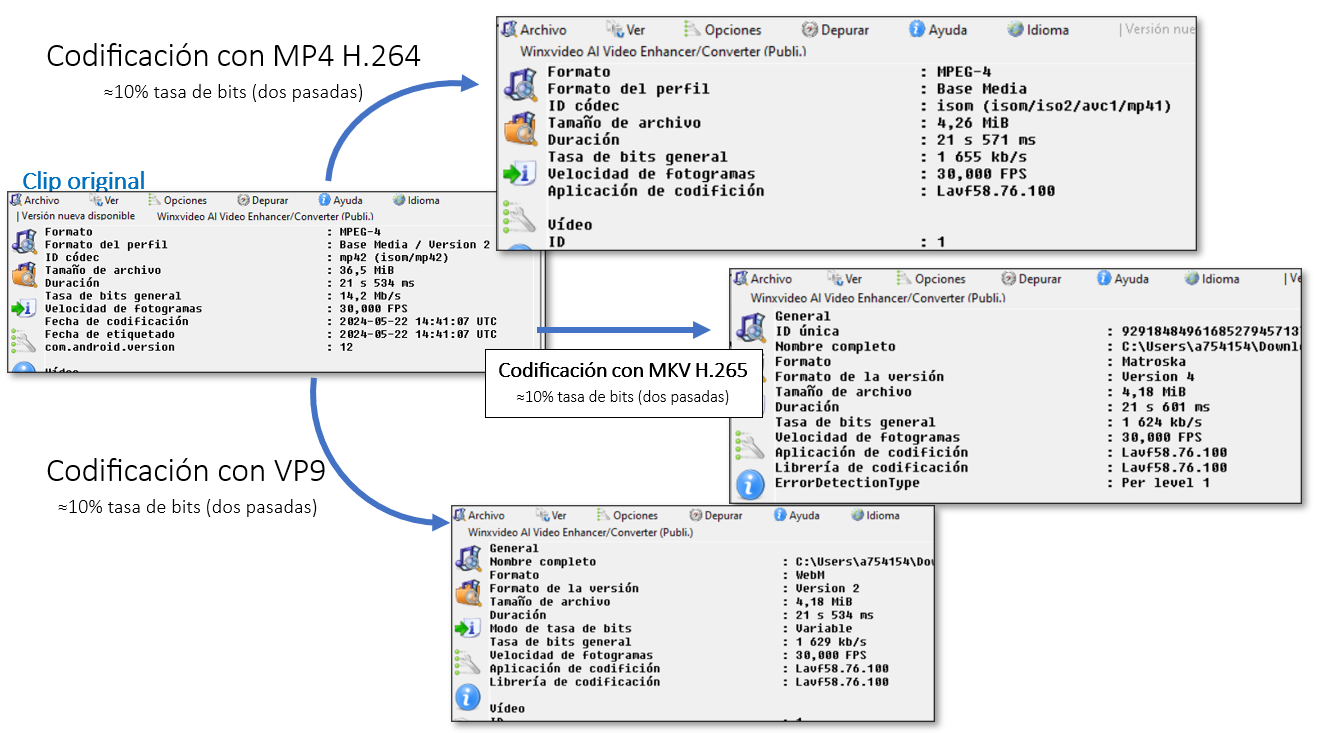 Codificación con MP4 H.264
≈10% tasa de bits (dos pasadas)
Archivo Ver Opciones Depurar Ayuda Idioma | Versión nue
Winxvideo AI Video Enhancer/Converter (Publi.)
Formato : MPEG-4
Formato del perfil : Base Media
ID códec : isom (isom/iso2/avc1/mp41)
Tamaño de archivo : 4,26 MiB
Duración : 21 s 571 ms
Tasa de bits general : 1 655 kb/s
Velocidad de fotogramas : 30,000 FPS
Aplicación de codifición : Lavf58.76.100
Vídeo
ID : 1
Clip original
Archivo Ver Opciones Depurar Ayuda Idioma
| Versión nueva disponible Winxvideo AI Video Enhancer/Converter (Publi.)
Formato : MPEG-4
Formato del perfil : Base Media / Version 2
ID códec : mp42 (isom/mp42)
Tamaño de archivo : 36,5 MiB
Duración : 21 s 534 ms
Tasa de bits general : 14,2 Mb/s
Velocidad de fotogramas : 30,000 FPS
Fecha de codificación : 2024-05-22 14:41:07 UTC
Fecha de etiquetado : 2024-05-22 14:41:07 UTC
com.android.version : 12
Vídeo
Codificación con MKV H.265
≈10% tasa de bits (dos pasadas)
Archivo Ver Opciones Depurar Ayuda Idioma | Ve
Winxvideo AI Video Enhancer/Converter (Publi.)
General
ID única : 9291848496168527945713
Nombre completo : C:\Users\a754154\Downl
Formato : Matroska
Formato de la versión : Version 4
Tamaño de archivo : 4,18 MiB
Duración : 21 s 601 ms
Tasa de bits general : 1 624 kb/s
Velocidad de fotogramas : 30,000 FPS
Aplicación de codifición : Lavf58.76.100
Librería de codificación : Lavf58.76.100
ErrorDetectionType : Per level 1
Codificación con VP9
≈10% tasa de bits (dos pasadas)
Archivo Ver Opciones Depurar Ayuda Idioma
Winxvideo AI Video Enhancer/Converter (Publi.)
General
Nombre completo : C:\Users\a754154\Dow
Formato : WebM
Formato de la versión : Version 2
Tamaño de archivo : 4,18 MiB
Duración : 21 s 534 ms
Modo de tasa de bits : Variable
Tasa de bits general : 1 629 kb/s
Velocidad de fotogramas : 30,000 FPS
Aplicación de codifición : Lavf58.76.100
Librería de codificación : Lavf58.76.100
Vídeo
ID : 1